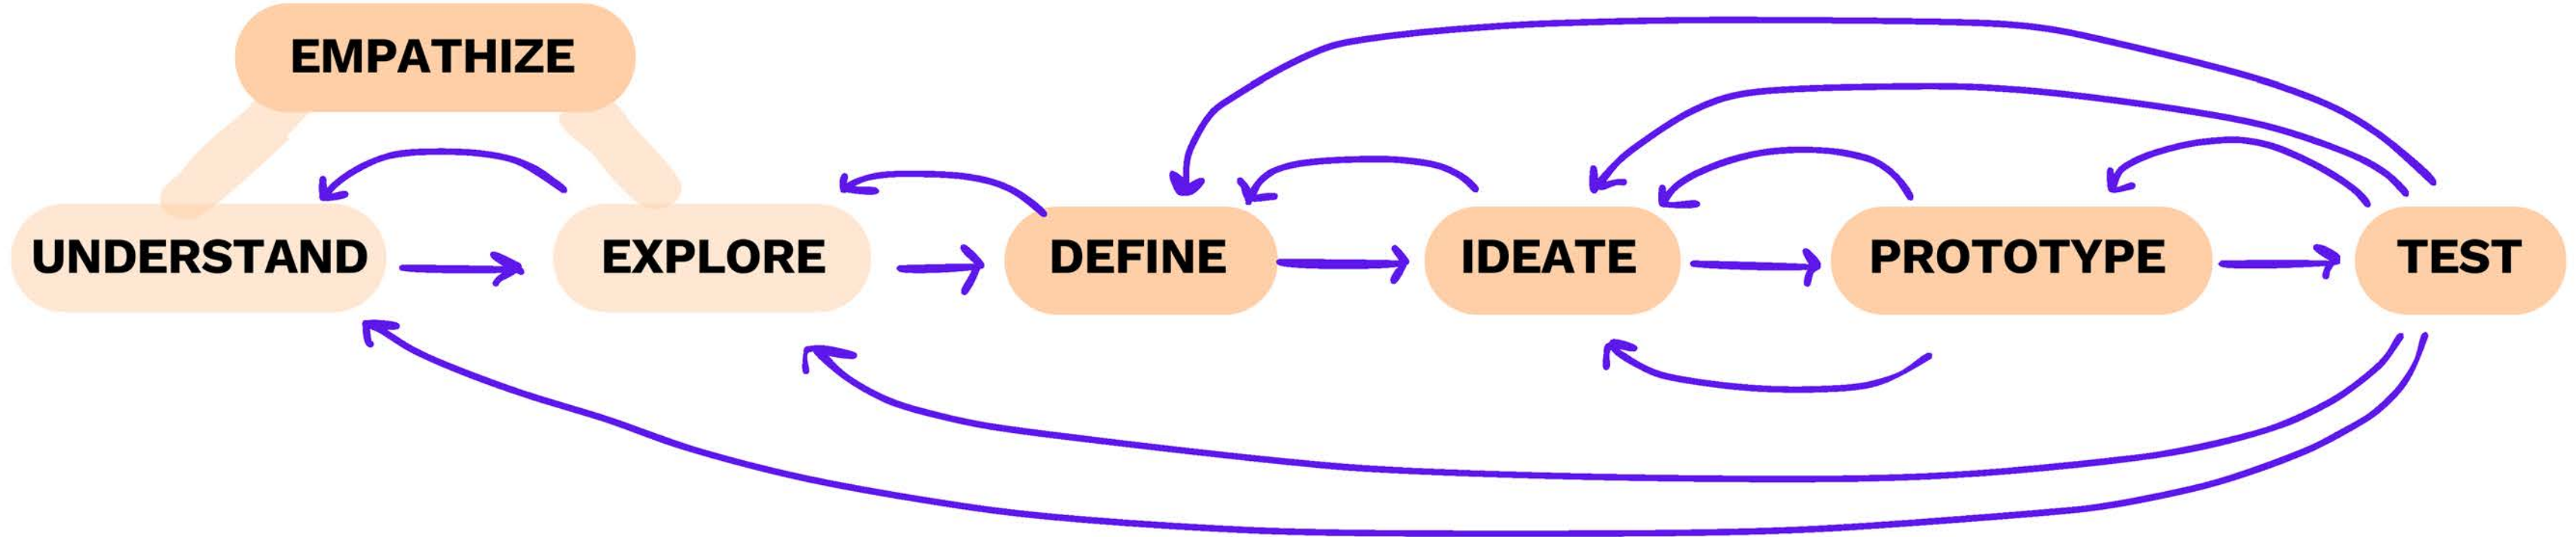 EMPATHIZE
UNDERSTAND
EXPLORE
DEFINE
IDEATE
PROTOTYPE
TEST